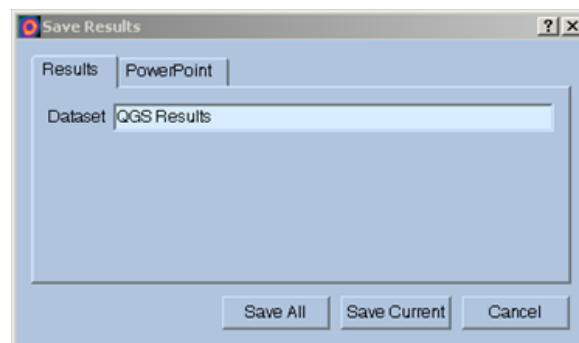 Save Results
? ×
Results PowerPoint
Dataset QGS Results
Save All Save Current Cancel